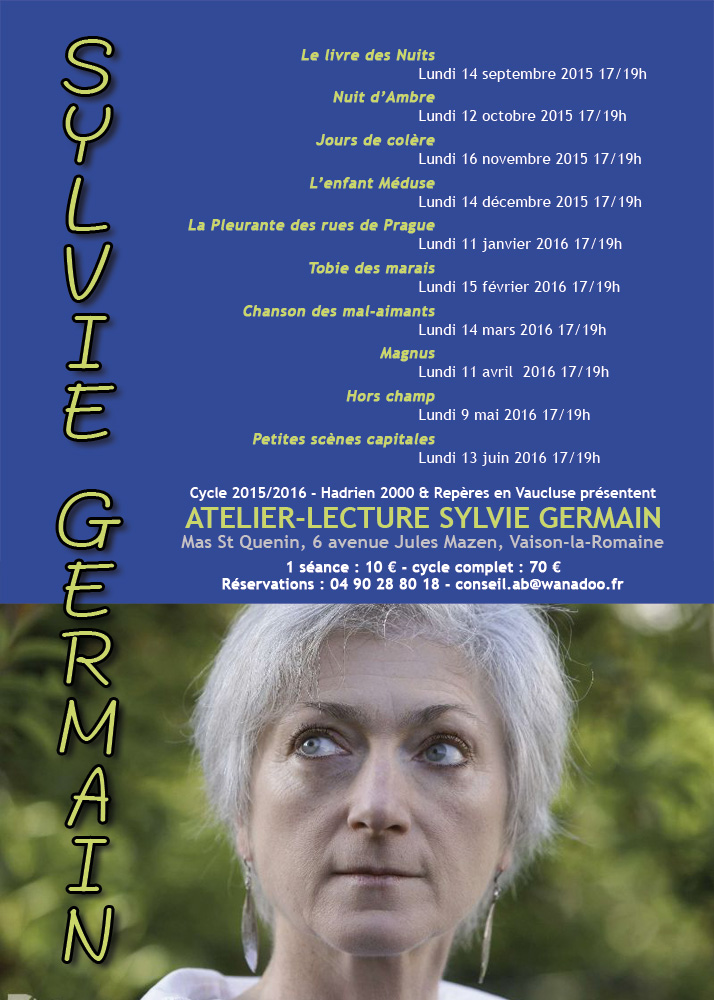 SYLVIE GERMAIN
Le livre des Nuits
Lundi 14 septembre 2015 17/19h
Nuit d'Ambre
Lundi 12 octobre 2015 17/19h
Jours de colère
Lundi 16 novembre 2015 17/19h
L'enfant Méduse
Lundi 14 décembre 2015 17/19h
La Pleurante des rues de Prague
Lundi 11 janvier 2016 17/19h
Tobie des marais
Lundi 15 février 2016 17/19h
Chanson des mal-aimants
Lundi 14 mars 2016 17/19h
Magnus
Lundi 11 avril 2016 17/19h
Hors champ
Lundi 9 mai 2016 17/19h
Petites scènes capitales
Lundi 13 juin 2016 17/19h
Cycle 2015/2016 - Hadrien 2000 & Repères en Vaucluse présentent
ATELIER-LECTURE SYLVIE GERMAIN
Mas St Quenin, 6 avenue Jules Mazen, Vaison-la-Romaine
1 séance : 10 € - cycle complet : 70 €
Réservations : 04 90 28 80 18 - conseil.ab@wanadoo.fr